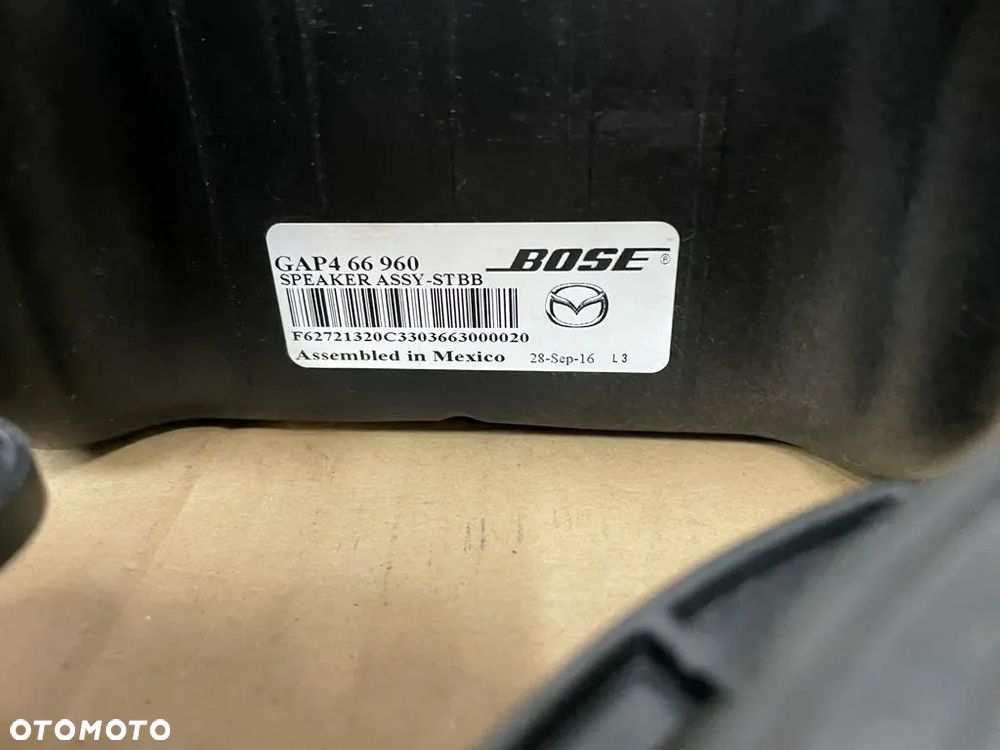 GAP4 66 960
BOSE ®
SPEAKER ASSY-STBB
F62721320C3303663000020
Assembled in Mexico 28-Sep-16 L3
OTOMOTO